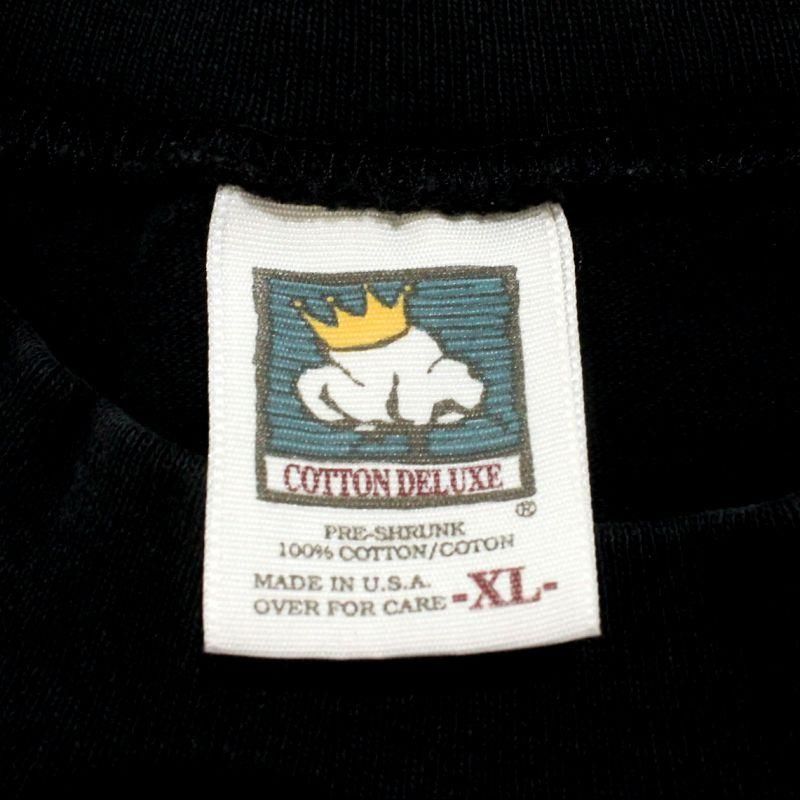 COTTON DELUXE
®
PRE-SHRUNK
100% COTTON/COTON
MADE IN U.S.A.
OVER FOR CARE
-XL-